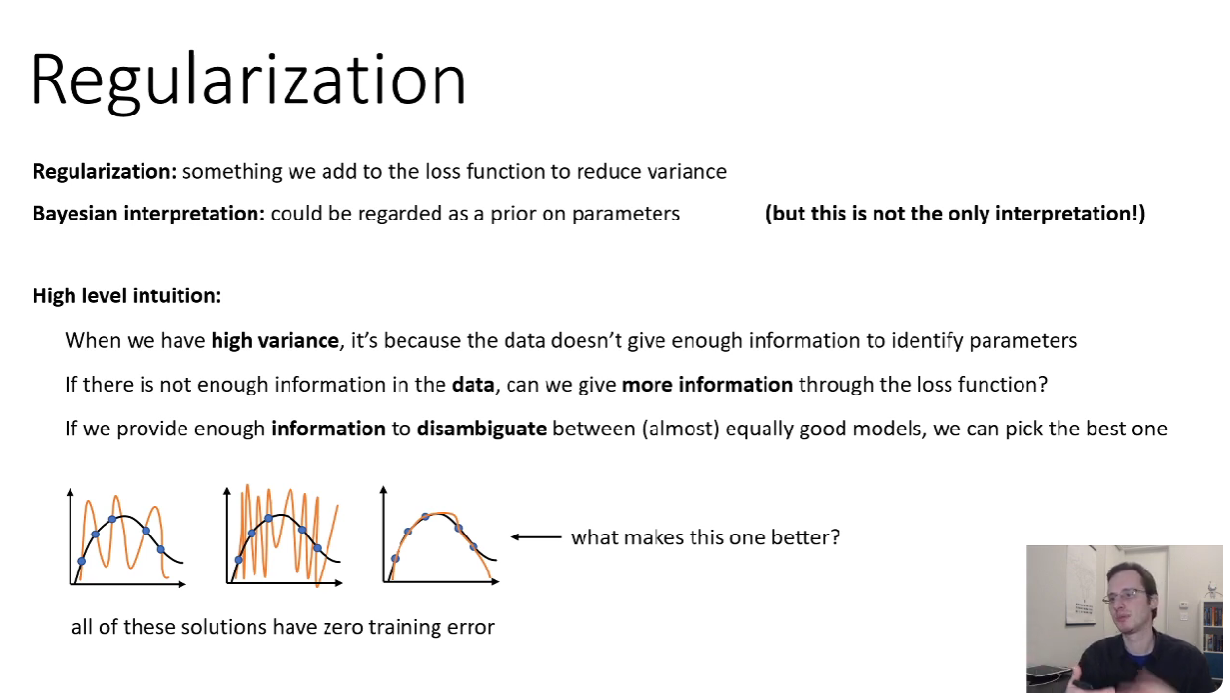 Regularization
Regularization: something we add to the loss function to reduce variance
Bayesian interpretation: could be regarded as a prior on parameters (but this is not the only interpretation!)
High level intuition:
When we have high variance, it’s because the data doesn’t give enough information to identify parameters
If there is not enough information in the data, can we give more information through the loss function?
If we provide enough information to disambiguate between (almost) equally good models, we can pick the best one
what makes this one better?
all of these solutions have zero training error